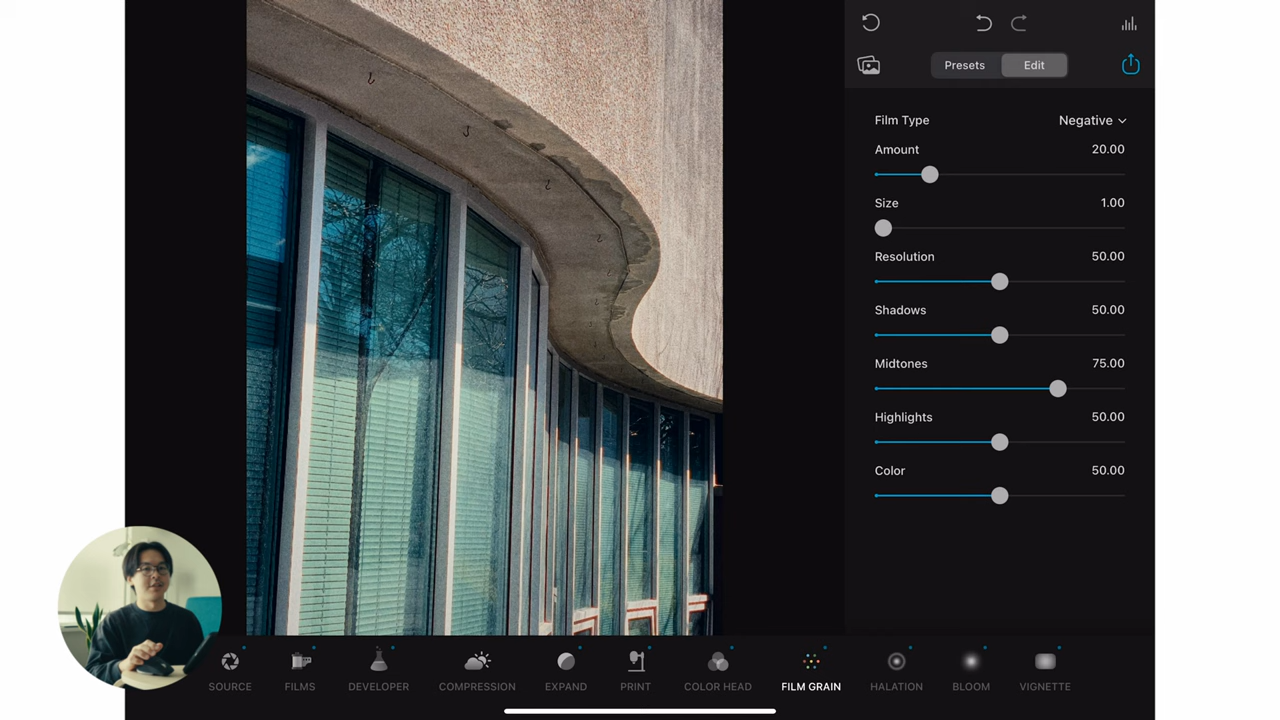 Presets
Edit
Film Type
Negative
Amount
20.00
Size
1.00
Resolution
50.00
Shadows
50.00
Midtones
75.00
Highlights
50.00
Color
50.00
SOURCE
FILMS
DEVELOPER
COMPRESSION
EXPAND
PRINT
COLOR HEAD
FILM GRAIN
HALATION
BLOOM
VIGNETTE